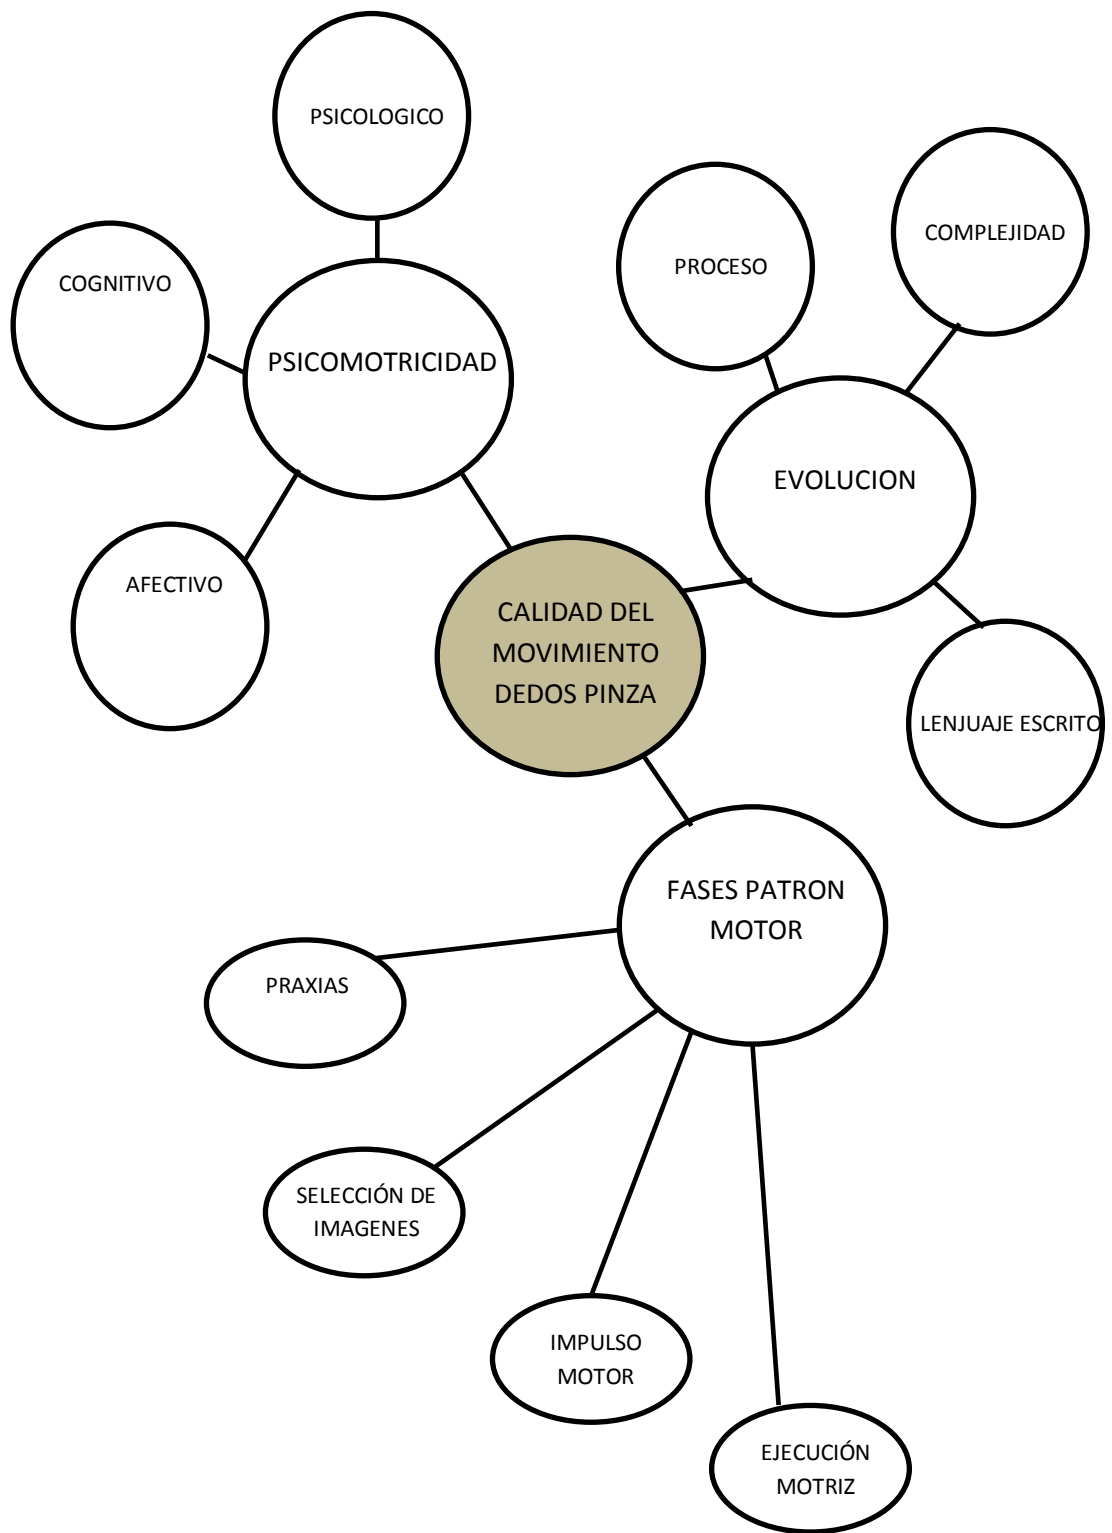 PSICOLOGICO
COGNITIVO
PSICOMOTRICIDAD
AFECTIVO
PROCESO
COMPLEJIDAD
EVOLUCION
LENJUAJE ESCRITO
CALIDAD DEL
MOVIMIENTO
DEDOS PINZA
FASES PATRON
MOTOR
PRAXIAS
SELECCIÓN DE
IMAGENES
IMPULSO
MOTOR
EJECUCIÓN
MOTRIZ